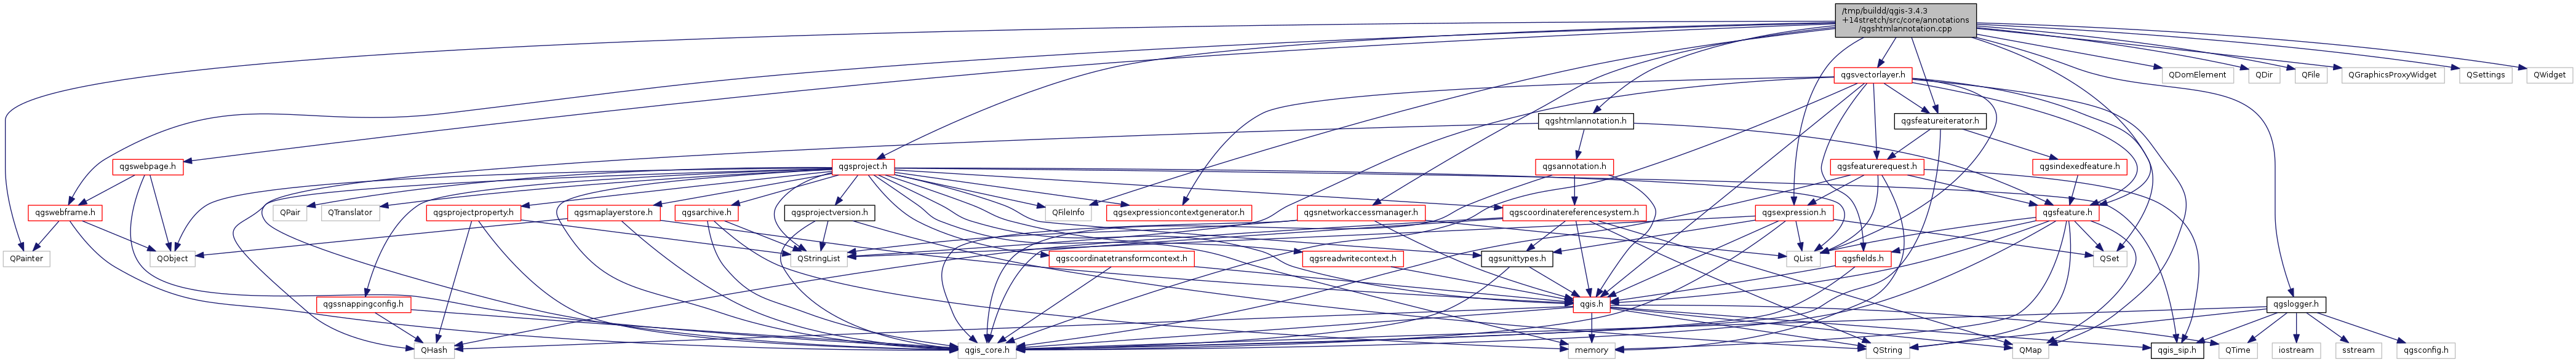 /tmp/buildd/qgis-3.4.3
+14stretch/src/core/annotations
/qgshtmlannotation.cpp
qgsvectorlayer.h
QDomElement
QDir
QFile
QGraphicsProxyWidget
QSettings
QWidget
qgshtmlannotation.h
qgsfeatureiterator.h
qgswebpage.h
qgsproject.h
qgsannotation.h
qgsfeaturerequest.h
qgsindexedfeature.h
qgswebframe.h
QPair
QTranslator
qgsprojectproperty.h
qgsmaplayerstore.h
qgsarchive.h
qgsprojectversion.h
QFileInfo
qgsexpressioncontextgenerator.h
qgsnetworkaccessmanager.h
qgscoordinatereferencesystem.h
qgsexpression.h
qgsfeature.h
QPainter
QObject
QStringList
qgscoordinatetransformcontext.h
qgsreadwritecontext.h
qgsunittypes.h
QList
qgsfields.h
QSet
qgssnappingconfig.h
qgis.h
qgslogger.h
QHash
qgis_core.h
memory
QString
QMap
qgis_sip.h
QTime
iostream
sstream
qgsconfig.h